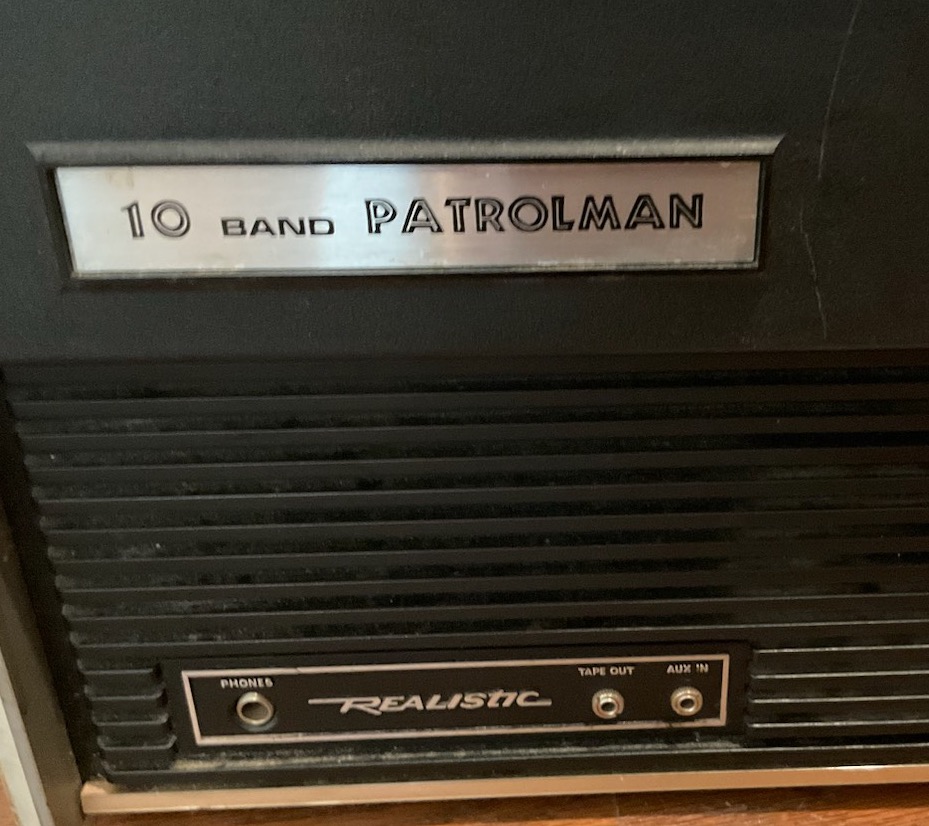 10 BAND PATROLMAN
PHONES
REALISTIC
TAPE OUT
AUX IN